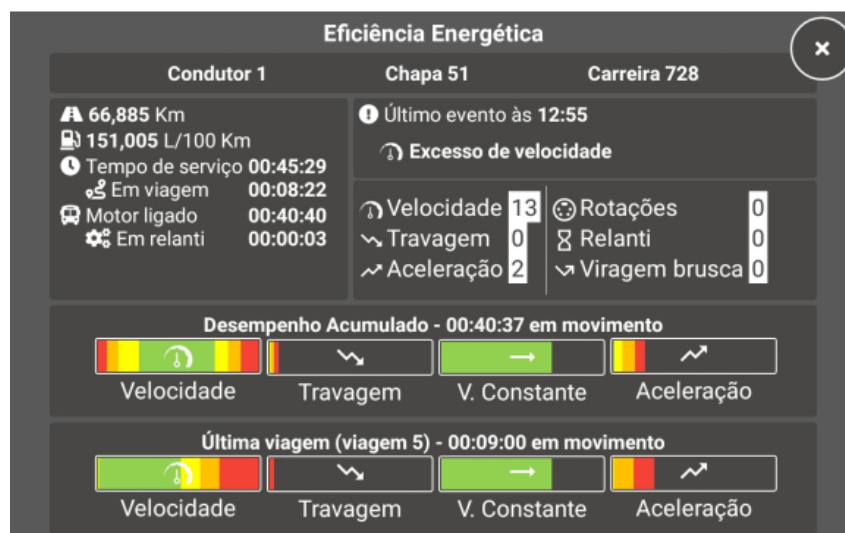 Eficiência Energética
×
Condutor 1 Chapa 51 Carreira 728
66,885 Km
151,005 L/100 Km
Tempo de serviço 00:45:29
Em viagem 00:08:22
Motor ligado 00:40:40
Em relanti 00:00:03
Último evento às 12:55
Excesso de velocidade
Velocidade 13
Travagem 0
Aceleração 2
Rotações 0
Relanti 0
Viragem brusca 0
Desempenho Acumulado - 00:40:37 em movimento
Velocidade Travagem V. Constante Aceleração
Última viagem (viagem 5) - 00:09:00 em movimento
Velocidade Travagem V. Constante Aceleração